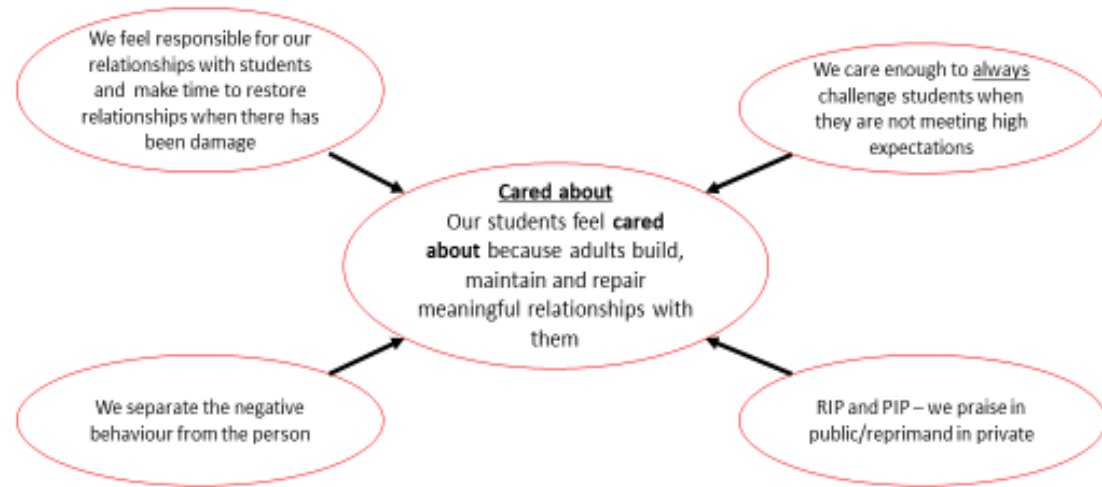 We feel responsible for our
relationships with students
and make time to restore
relationships when there has
been damage
We care enough to always
challenge students when
they are not meeting high
expectations
Cared about
Our students feel cared
about because adults build,
maintain and repair
meaningful relationships with
them
We separate the negative
behaviour from the person
RIP and PIP – we praise in
public/reprimand in private